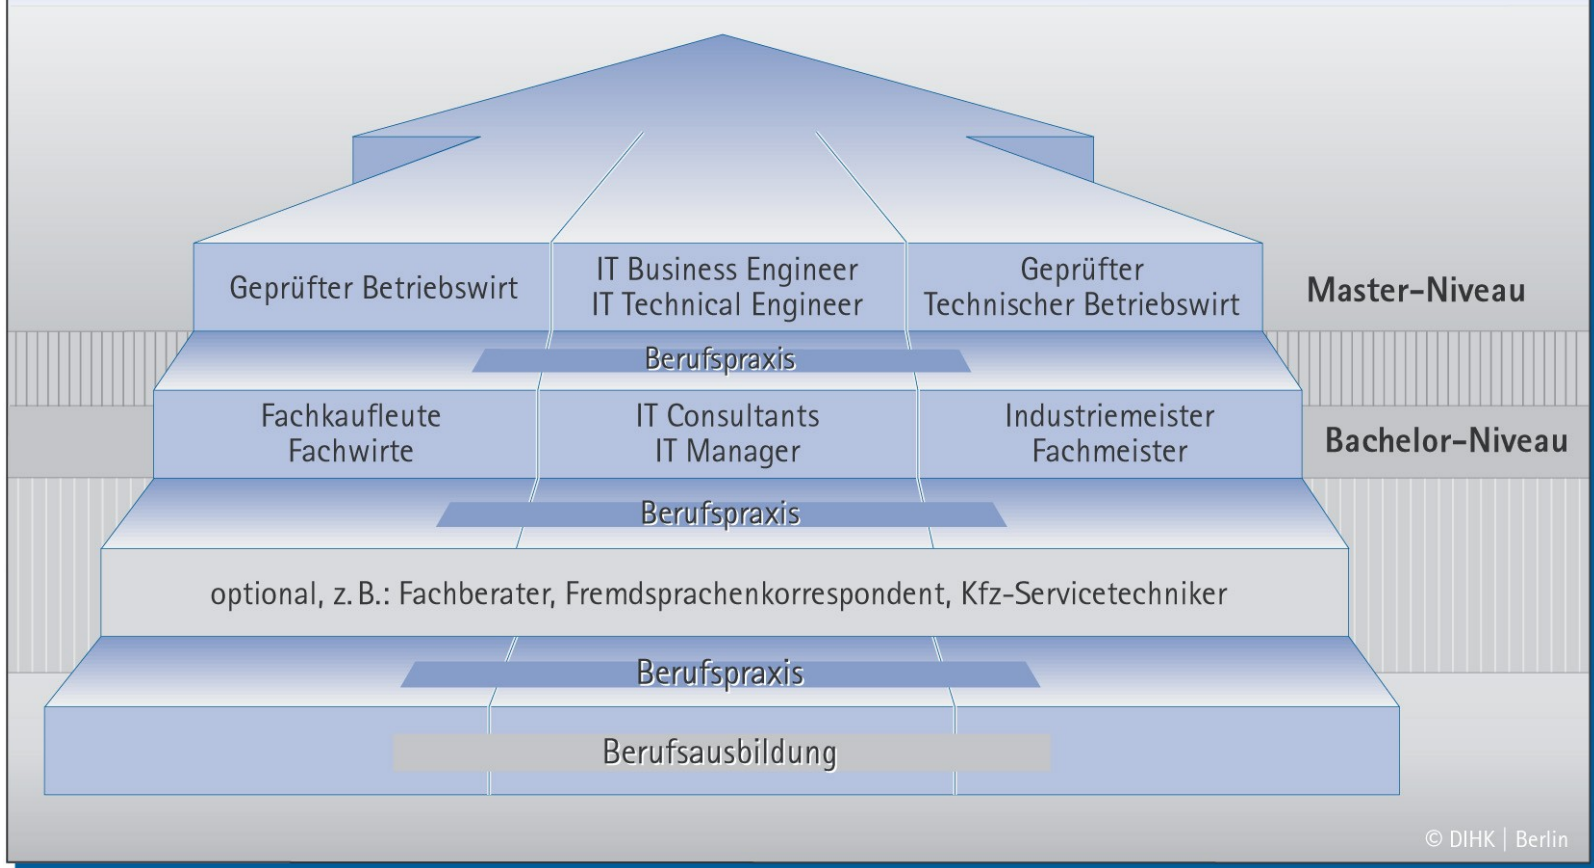 Geprüfter Betriebswirt
IT Business Engineer
IT Technical Engineer
Geprüfter
Technischer Betriebswirt
Master-Niveau
Berufspraxis
Fachkaufleute
Fachwirte
IT Consultants
IT Manager
Industriemeister
Fachmeister
Bachelor-Niveau
Berufspraxis
optional, z. B.: Fachberater, Fremdsprachenkorrespondent, Kfz-Servicetechniker
Berufspraxis
Berufsausbildung
© DIHK | Berlin